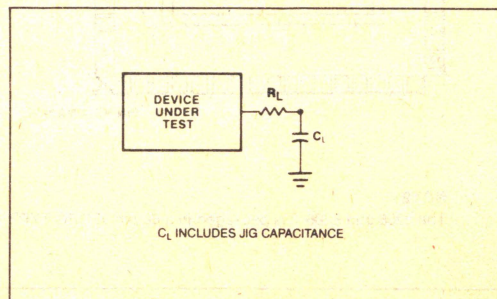 DEVICE
UNDER
TEST
RL
CL
CL INCLUDES JIG CAPACITANCE